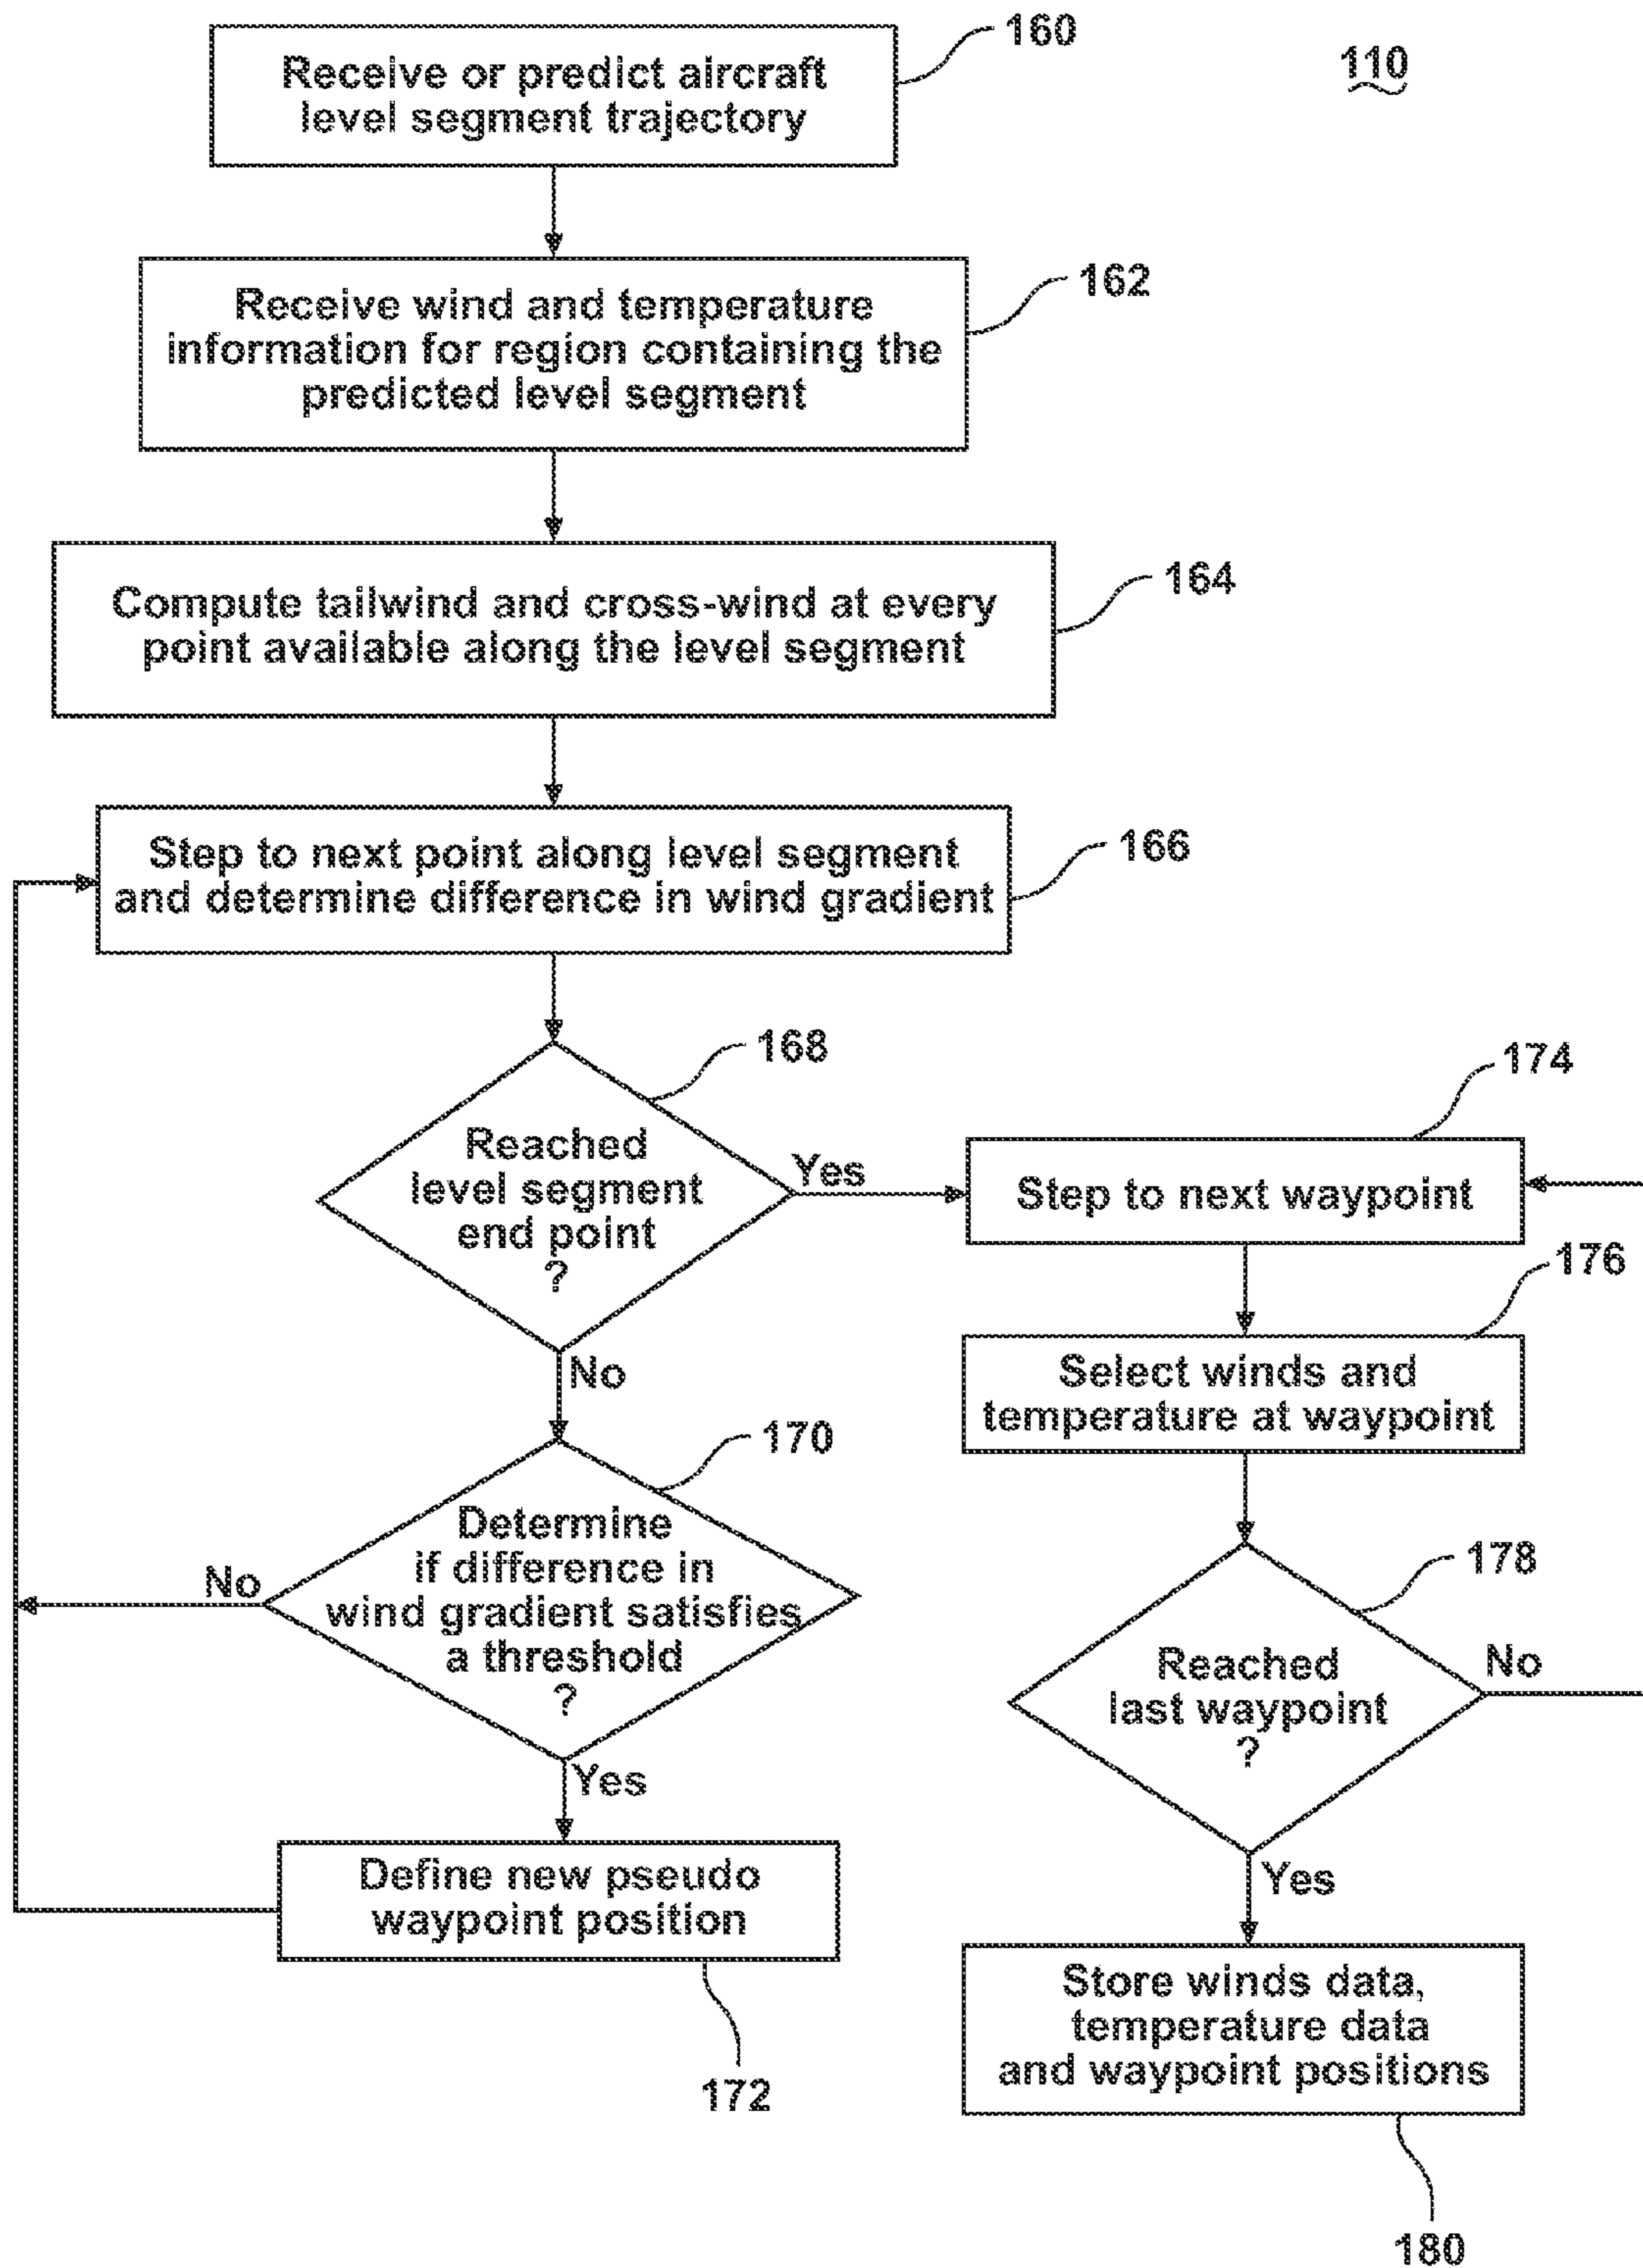 160
110
Receive or predict aircraft
level segment trajectory
162
Receive wind and temperature
information for region containing the
predicted level segment
164
Compute tailwind and cross-wind at every
point available along the level segment
166
Step to next point along level segment
and determine difference in wind gradient
168
Reached
level segment
end point
?
Yes
No
174
Step to next waypoint
176
Select winds and
temperature at waypoint
170
Determine
if difference in
wind gradient satisfies
a threshold
?
No
Yes
178
Reached
last waypoint
?
No
Yes
Define new pseudo
waypoint position
172
Store winds data,
temperature data
and waypoint positions
180